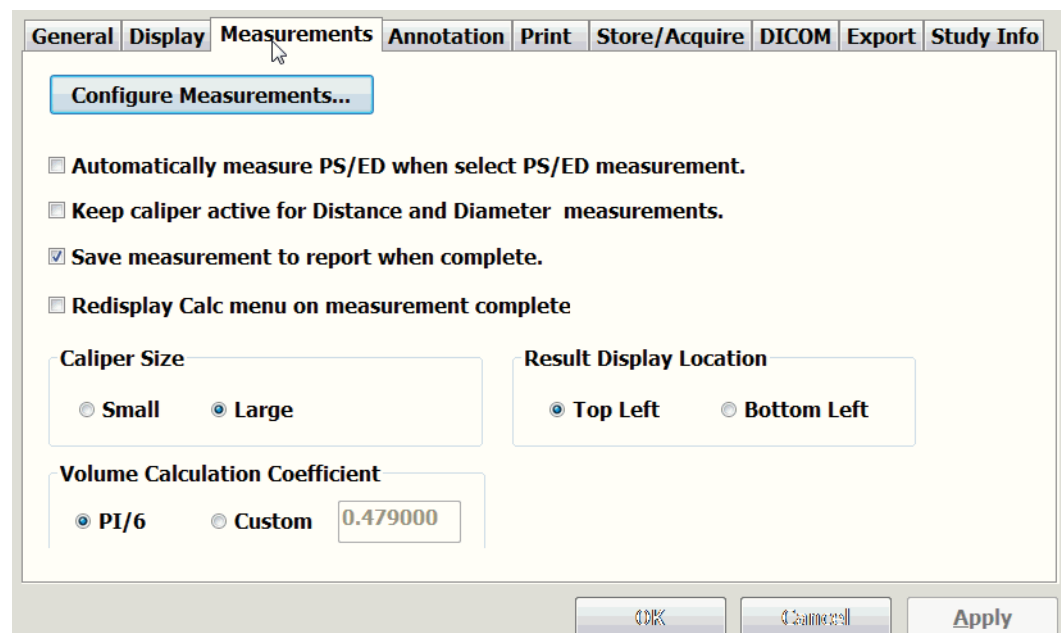 General Display Measurements Annotation Print Store/Acquire DICOM Export Study Info
Configure Measurements...
Automatically measure PS/ED when select PS/ED measurement.
Keep caliper active for Distance and Diameter measurements.
Save measurement to report when complete.
Redisplay Calc menu on measurement complete
Caliper Size
Small Large
Result Display Location
Top Left Bottom Left
Volume Calculation Coefficient
PI/6 Custom 0.479000
OK Cancel Apply